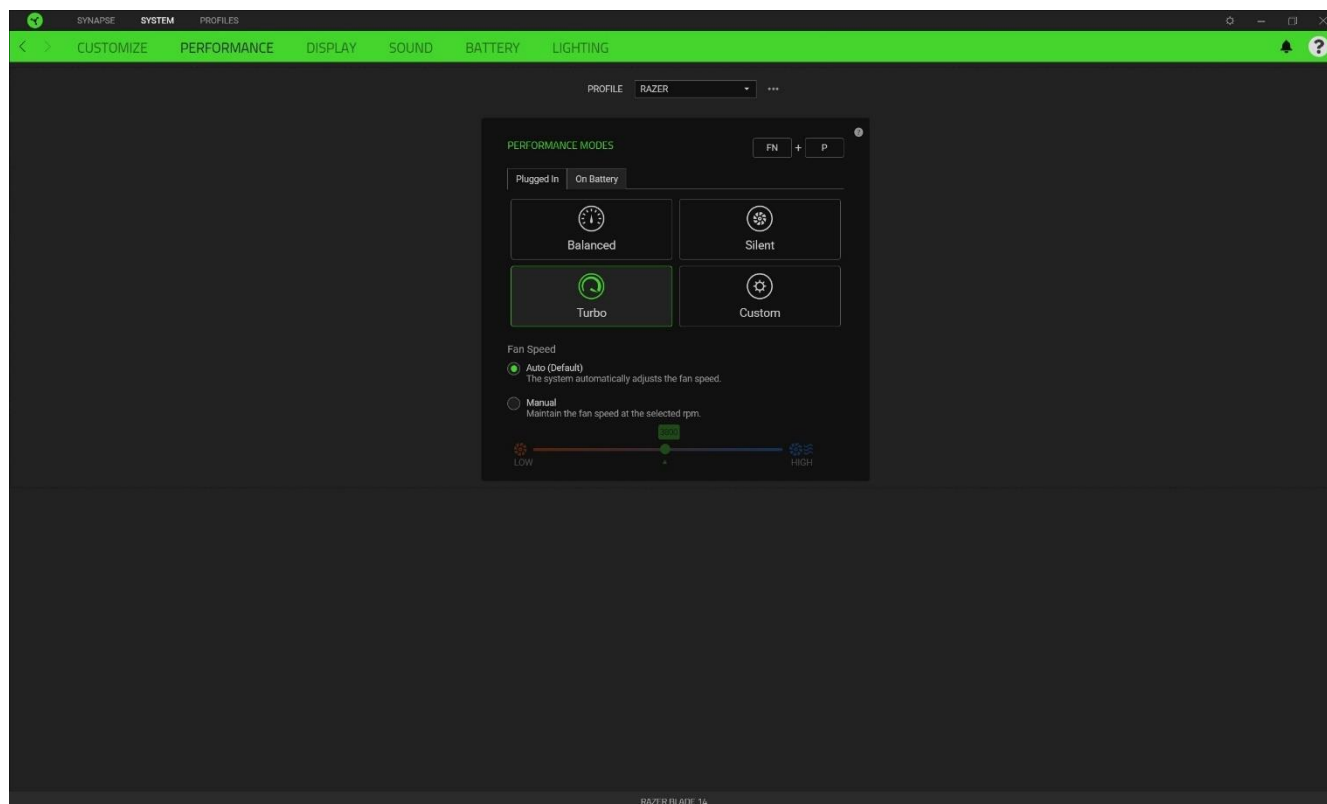 SYNAPSE SYSTEM PROFILES
CUSTOMIZE PERFORMANCE DISPLAY SOUND BATTERY LIGHTING
?
PROFILE RAZER
PERFORMANCE MODES
FN + P
Plugged In On Battery
Balanced
Silent
Turbo
Custom
Fan Speed
Auto (Default)
The system automatically adjusts the fan speed.
Manual
Maintain the fan speed at the selected rpm.
LOW
HIGH
RAZER BLADE 14